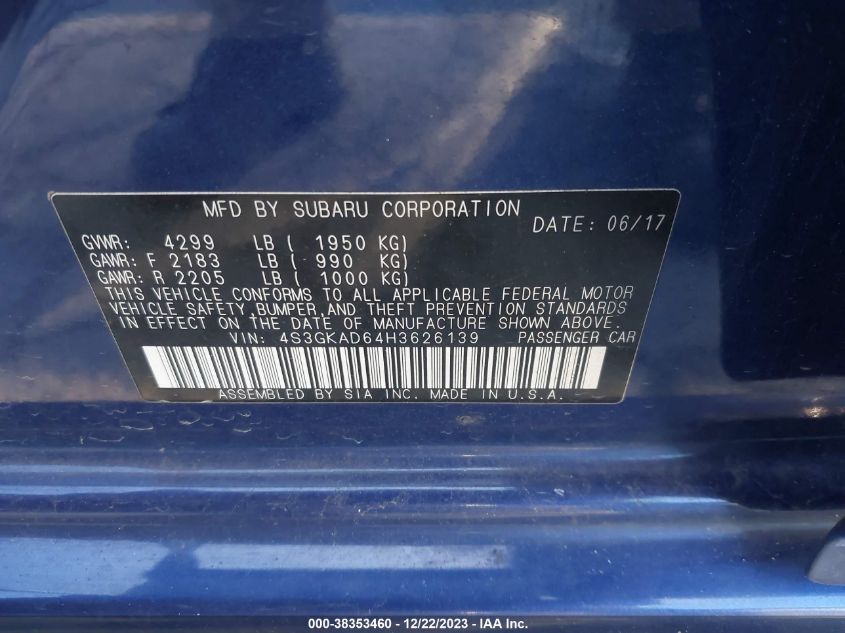 MFD BY SUBARU CORPORATION DATE: 06/17
GVWR: 4299 LB ( 1950 KG)
GAWR: F 2183 LB ( 990 KG)
GAWR: R 2205 LB ( 1000 KG)
THIS VEHICLE CONFORMS TO ALL APPLICABLE FEDERAL MOTOR
VEHICLE SAFETY,BUMPER,AND THEFT PREVENTION STANDARDS
IN EFFECT ON THE DATE OF MANUFACTURE SHOWN ABOVE.
VIN: 4S3GKAD64H3626139 PASSENGER CAR
ASSEMBLED BY SIA INC. MADE IN U.S.A.
000-38353460 - 12/22/2023 - IAA Inc.